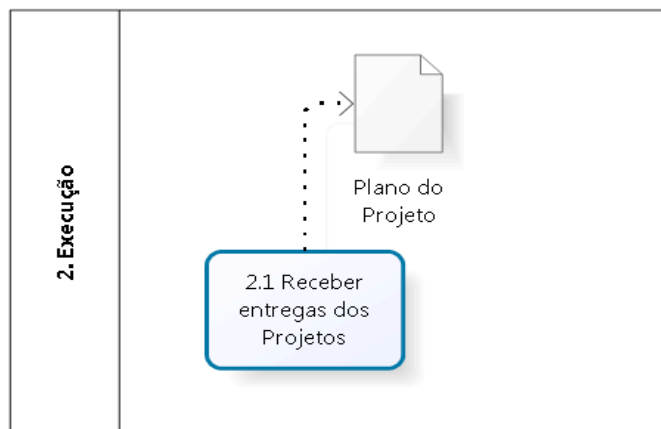 2. Execução
Plano do
Projeto
2.1 Receber
entregas dos
Projetos